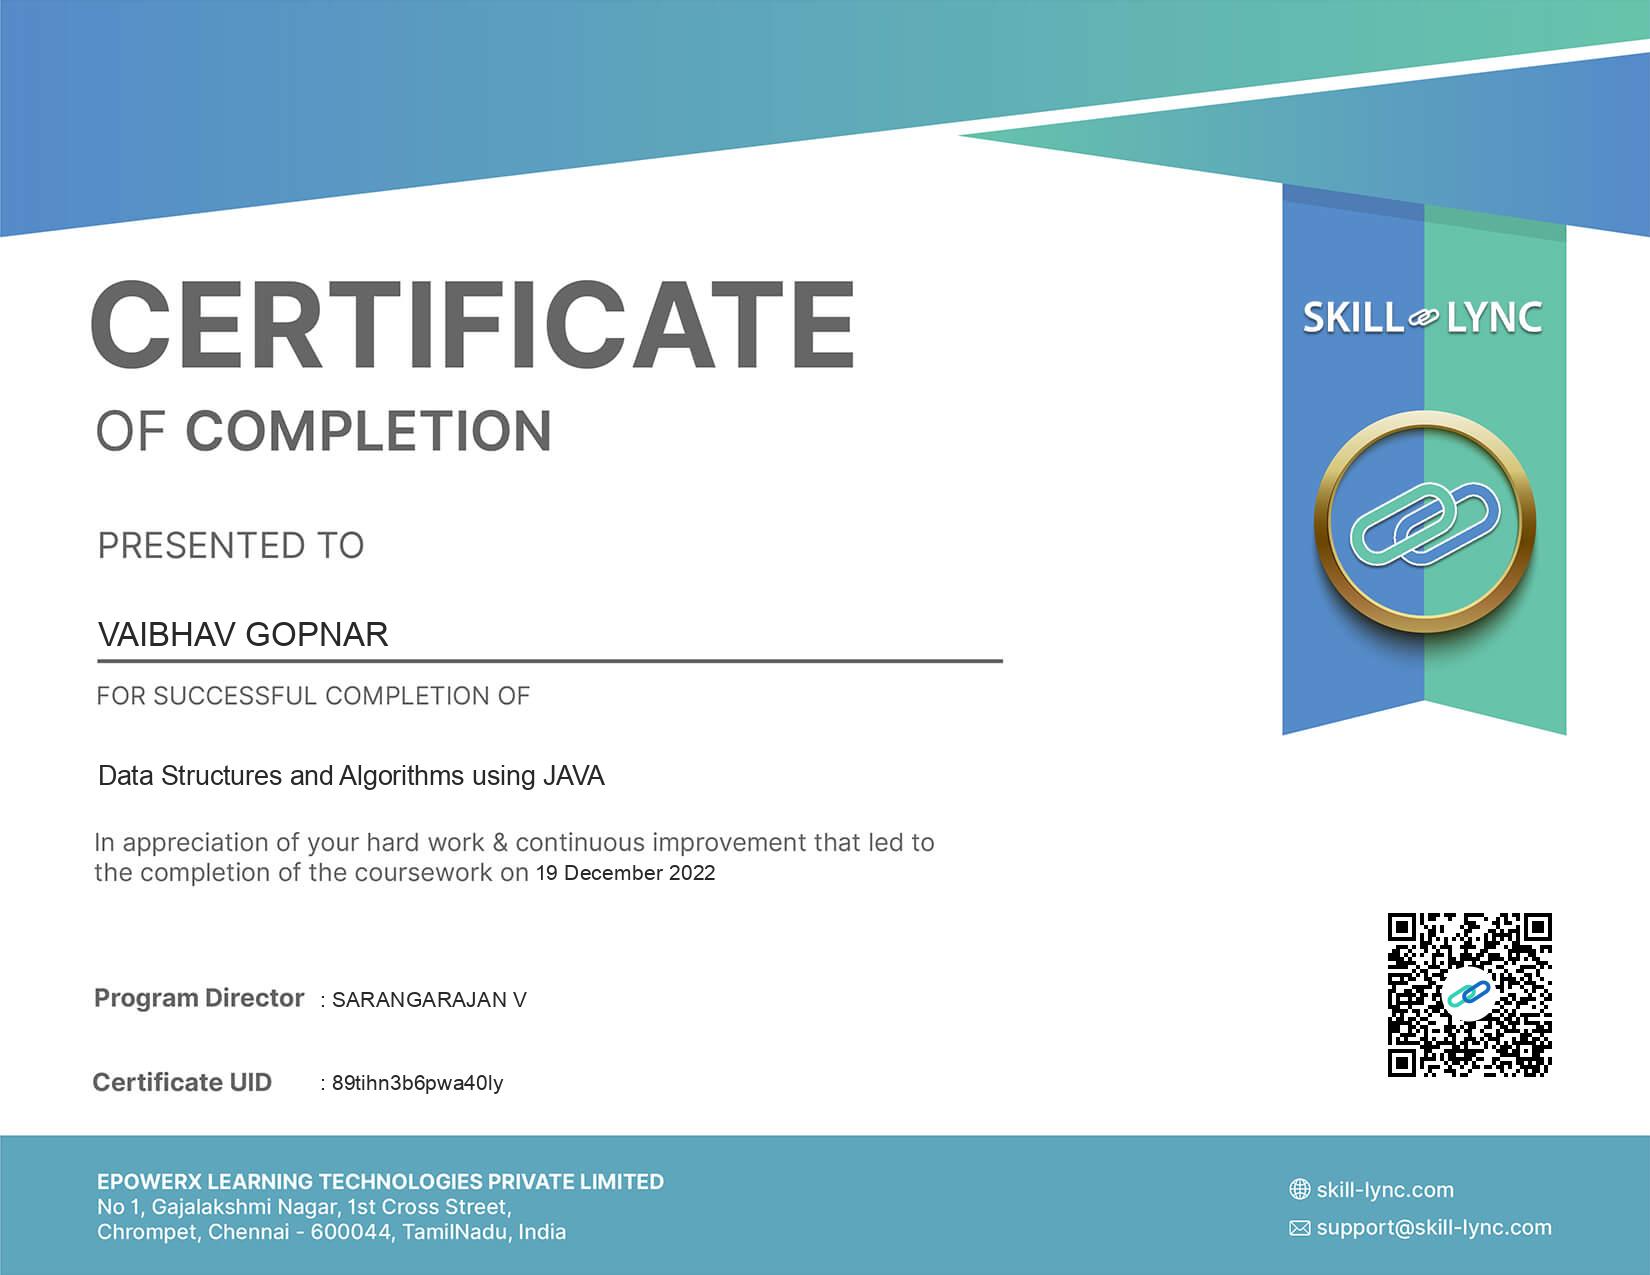 SKILL LYNC
CERTIFICATE
OF COMPLETION
PRESENTED TO
VAIBHAV GOPNAR
FOR SUCCESSFUL COMPLETION OF
Data Structures and Algorithms using JAVA
In appreciation of your hard work & continuous improvement that led to
the completion of the coursework on 19 December 2022
Program Director : SARANGARAJAN V
Certificate UID : 89tihn3b6pwa40ly
EPOWERX LEARNING TECHNOLOGIES PRIVATE LIMITED
No 1, Gajalakshmi Nagar, 1st Cross Street,
Chrompet, Chennai - 600044, TamilNadu, India
skill-lync.com
support@skill-lync.com